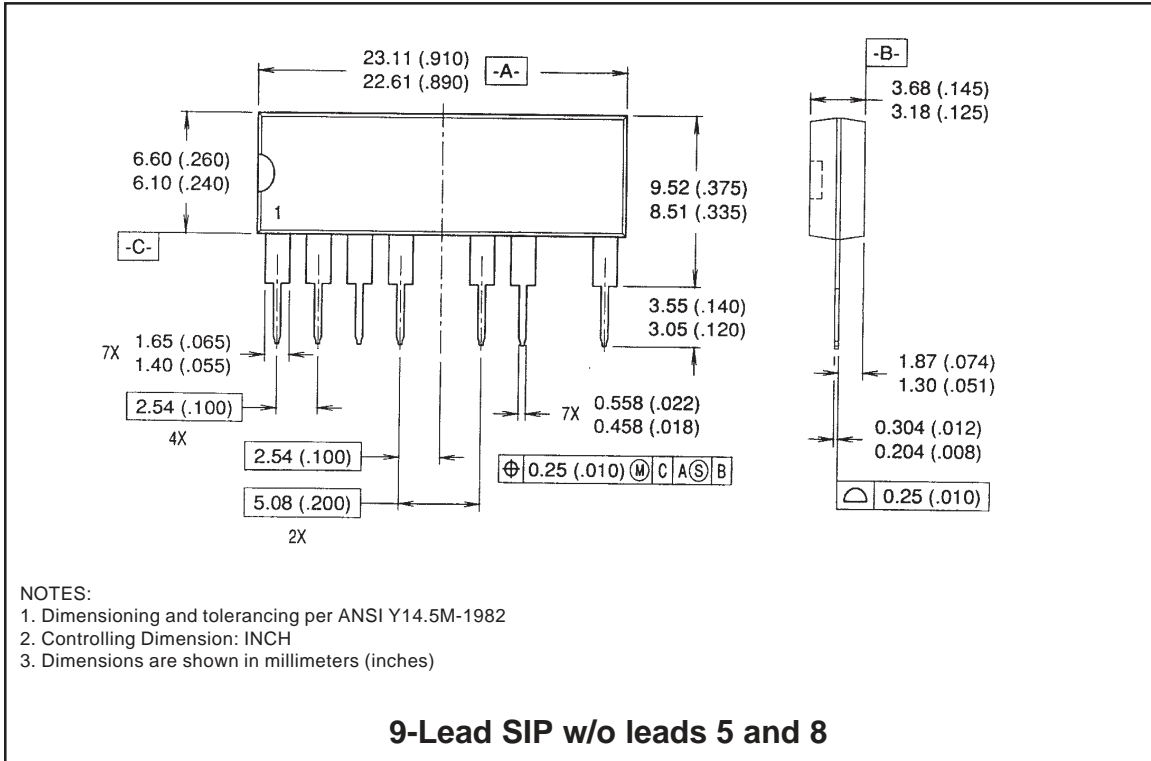 23.11 (.910)
22.61 (.890)
-A-
-B-
3.68 (.145)
3.18 (.125)
6.60 (.260)
6.10 (.240)
9.52 (.375)
8.51 (.335)
1
-C-
3.55 (.140)
3.05 (.120)
7X 1.65 (.065)
1.40 (.055)
1.87 (.074)
1.30 (.051)
2.54 (.100)
4X
7X 0.558 (.022)
0.458 (.018)
0.304 (.012)
0.204 (.008)
2.54 (.100)
⌖ 0.25 (.010) Ⓜ C A Ⓢ B
5.08 (.200)
2X
⌓ 0.25 (.010)
NOTES:
1. Dimensioning and tolerancing per ANSI Y14.5M-1982
2. Controlling Dimension: INCH
3. Dimensions are shown in millimeters (inches)
9-Lead SIP w/o leads 5 and 8